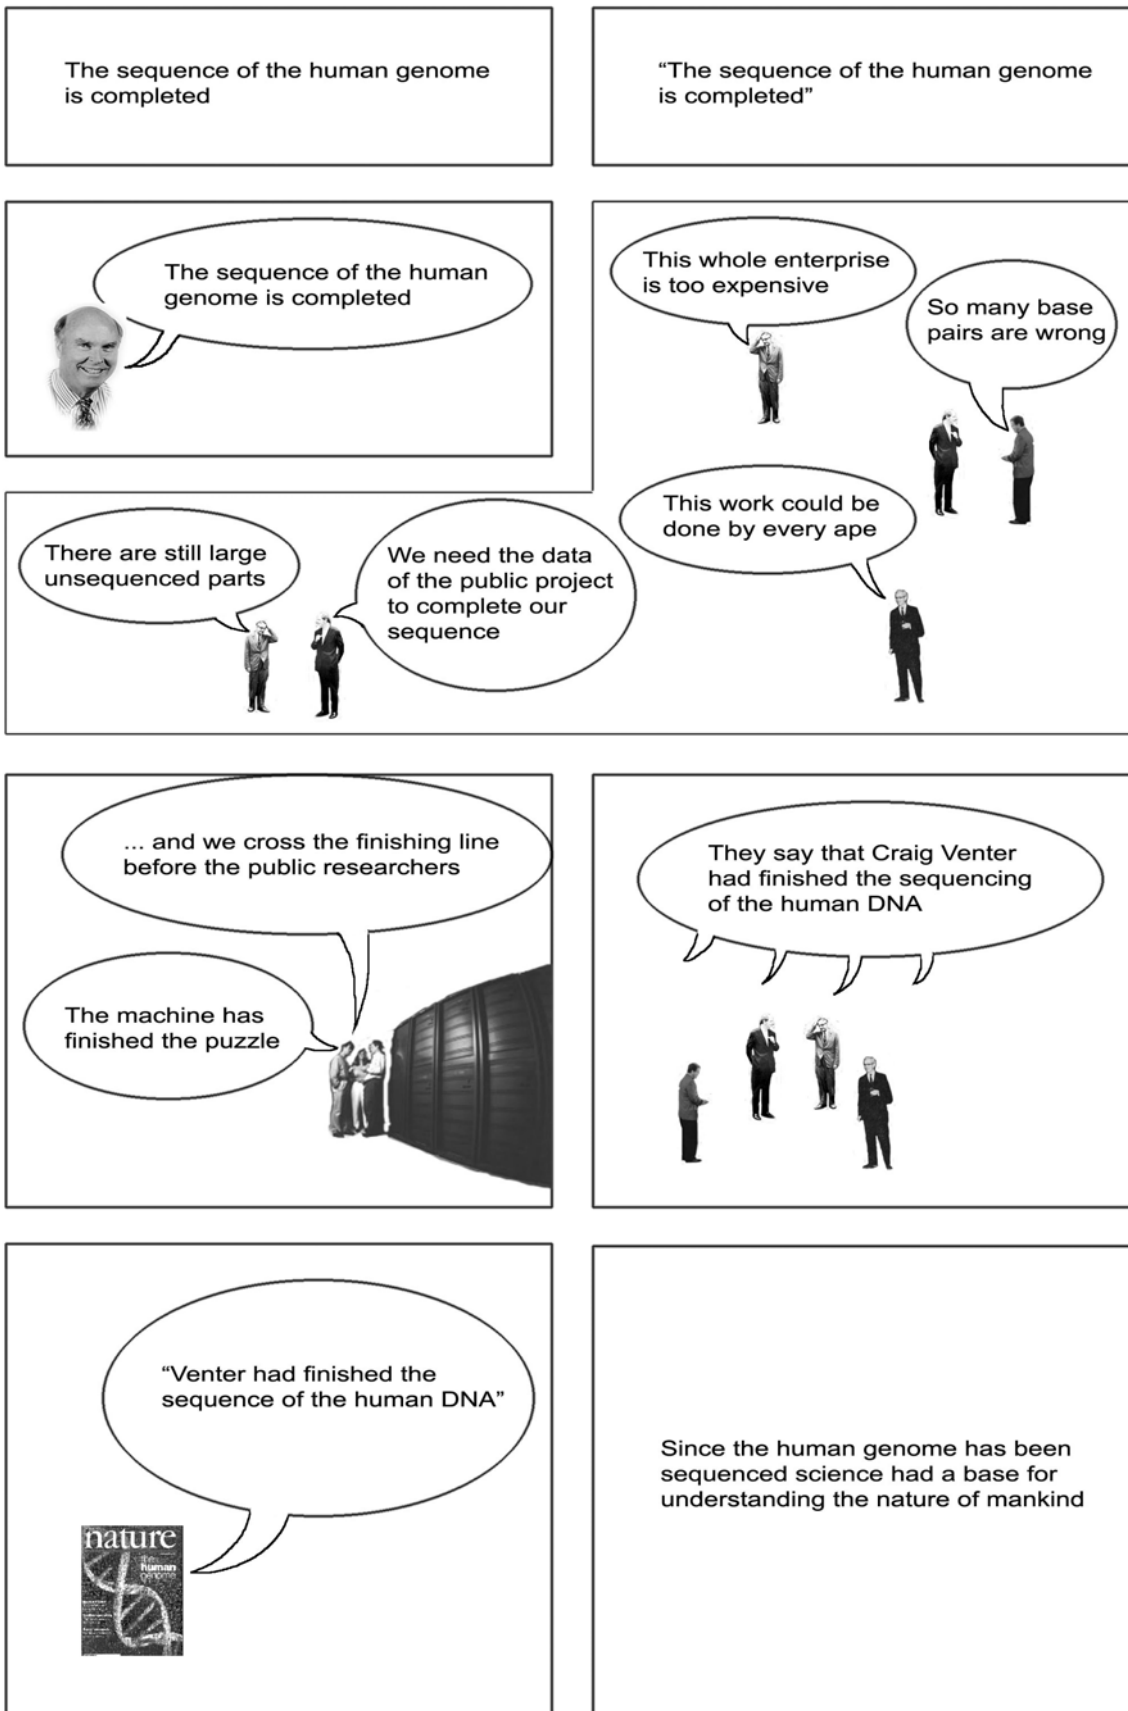 The sequence of the human genome
is completed
“The sequence of the human genome
is completed”
The sequence of the human
genome is completed
This whole enterprise
is too expensive
So many base
pairs are wrong
This work could be
done by every ape
There are still large
unsequenced parts
We need the data
of the public project
to complete our
sequence
... and we cross the finishing line
before the public researchers
The machine has
finished the puzzle
They say that Craig Venter
had finished the sequencing
of the human DNA
“Venter had finished the
sequence of the human DNA”
nature
the
human
genome
Since the human genome has been
sequenced science had a base for
understanding the nature of mankind